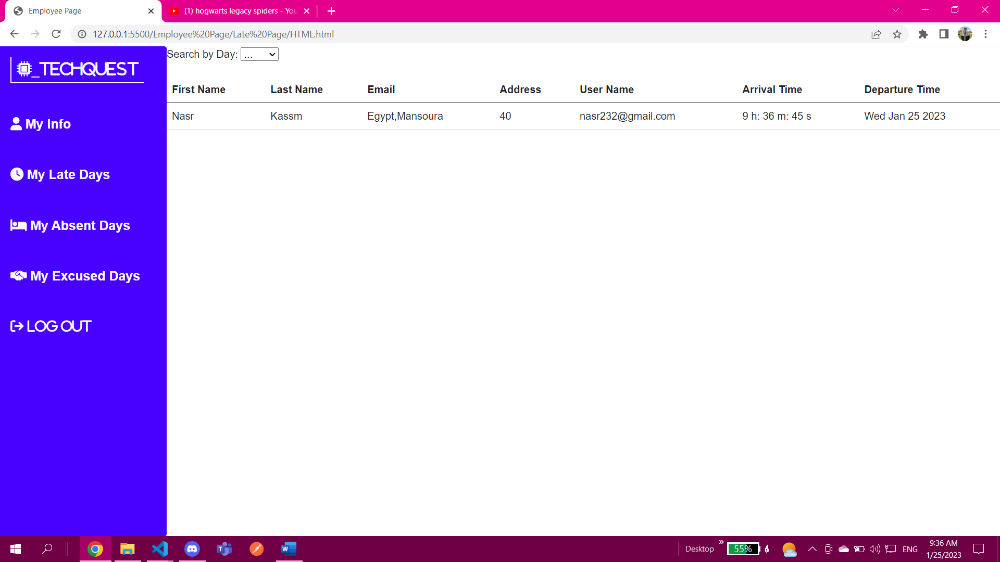 Employee Page
(1) hogwarts legacy spiders - You
127.0.0.1:5500/Employee%20Page/Late%20Page/HTML.html
_TECHQUEST
My Info
My Late Days
My Absent Days
My Excused Days
LOG OUT
Search by Day: ...
First Name Last Name Email Address User Name Arrival Time Departure Time
Nasr Kassm Egypt,Mansoura 40 nasr232@gmail.com 9 h: 36 m: 45 s Wed Jan 25 2023
Desktop » 55% ENG 9:36 AM
1/25/2023